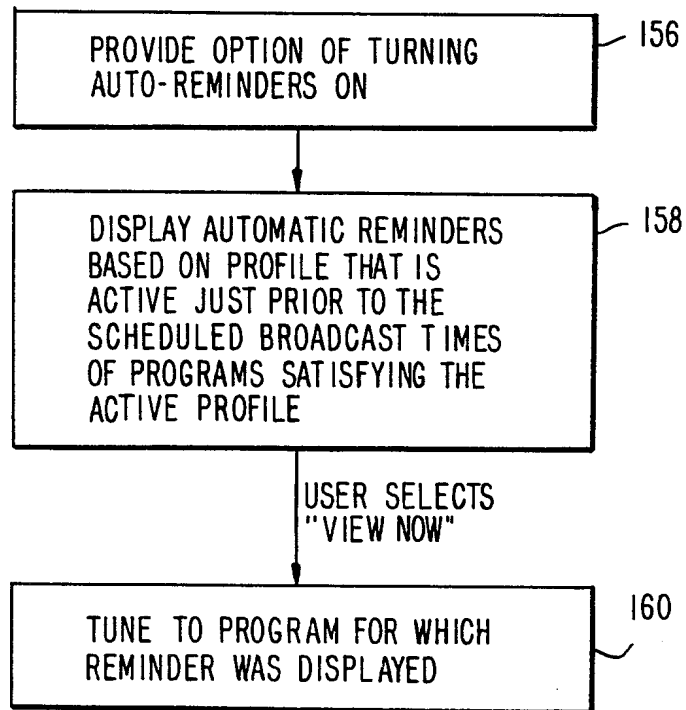 PROVIDE OPTION OF TURNING
AUTO-REMINDERS ON
156
DISPLAY AUTOMATIC REMINDERS
BASED ON PROFILE THAT IS
ACTIVE JUST PRIOR TO THE
SCHEDULED BROADCAST TIMES
OF PROGRAMS SATISFYING THE
ACTIVE PROFILE
158
USER SELECTS
"VIEW NOW"
TUNE TO PROGRAM FOR WHICH
REMINDER WAS DISPLAYED
160